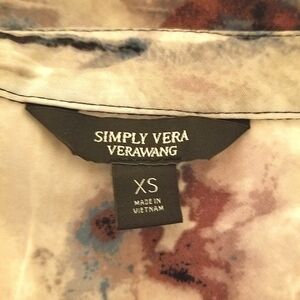 SIMPLY VERA
VERAWANG
XS
MADE IN
VIETNAM